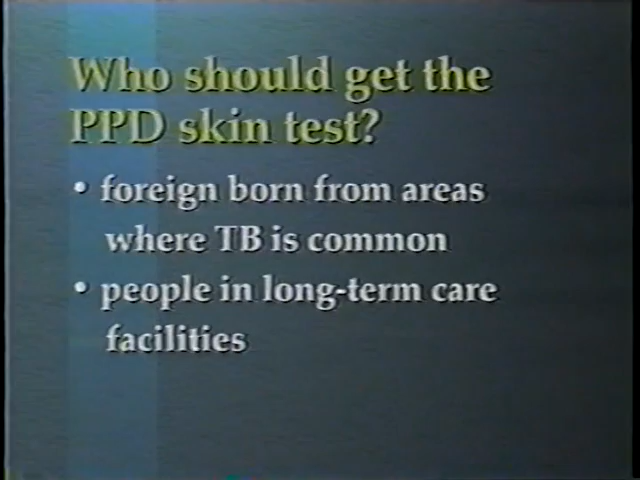 Who should get the
PPD skin test?
• foreign born from areas
where TB is common
• people in long-term care
facilities